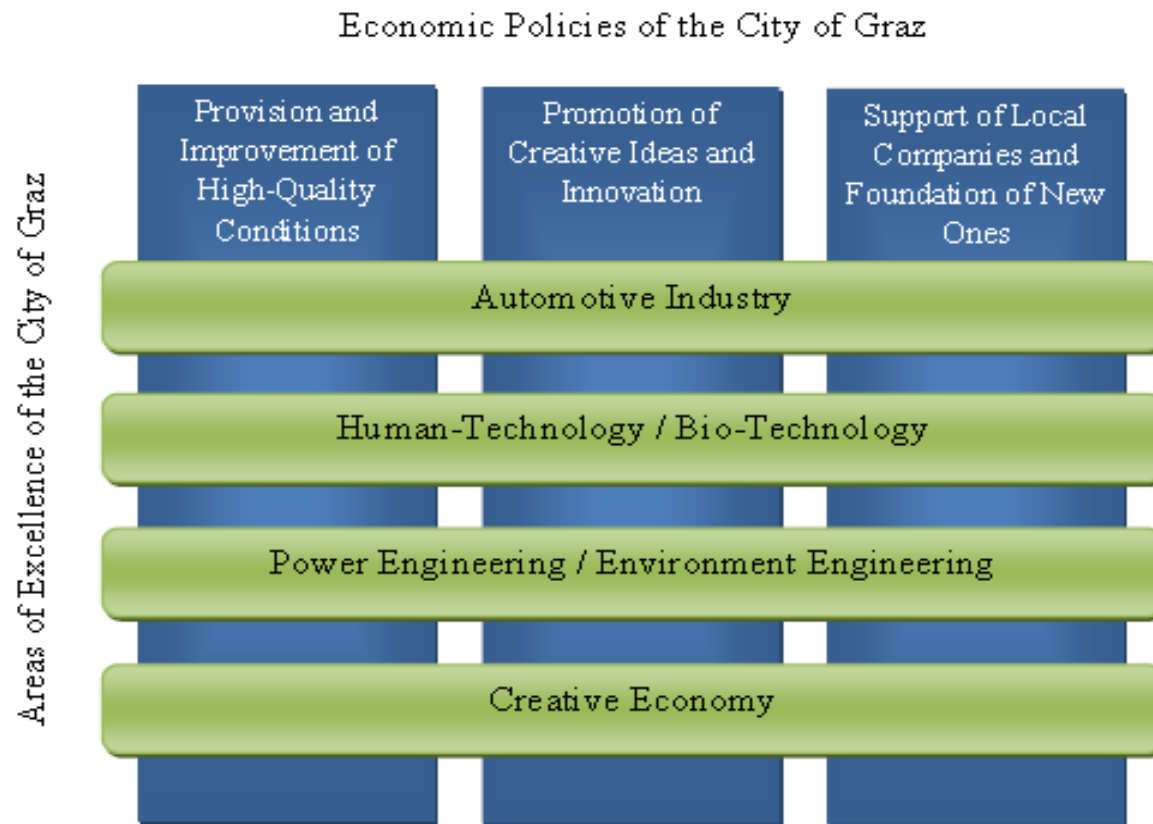 Economic Policies of the City of Graz
Areas of Excellence of the City of Graz
Provision and
Improvement of
High-Quality
Conditions
Promotion of
Creative Ideas and
Innovation
Support of Local
Companies and
Foundation of New
Ones
Automotive Industry
Human-Technology / Bio-Technology
Power Engineering / Environment Engineering
Creative Economy